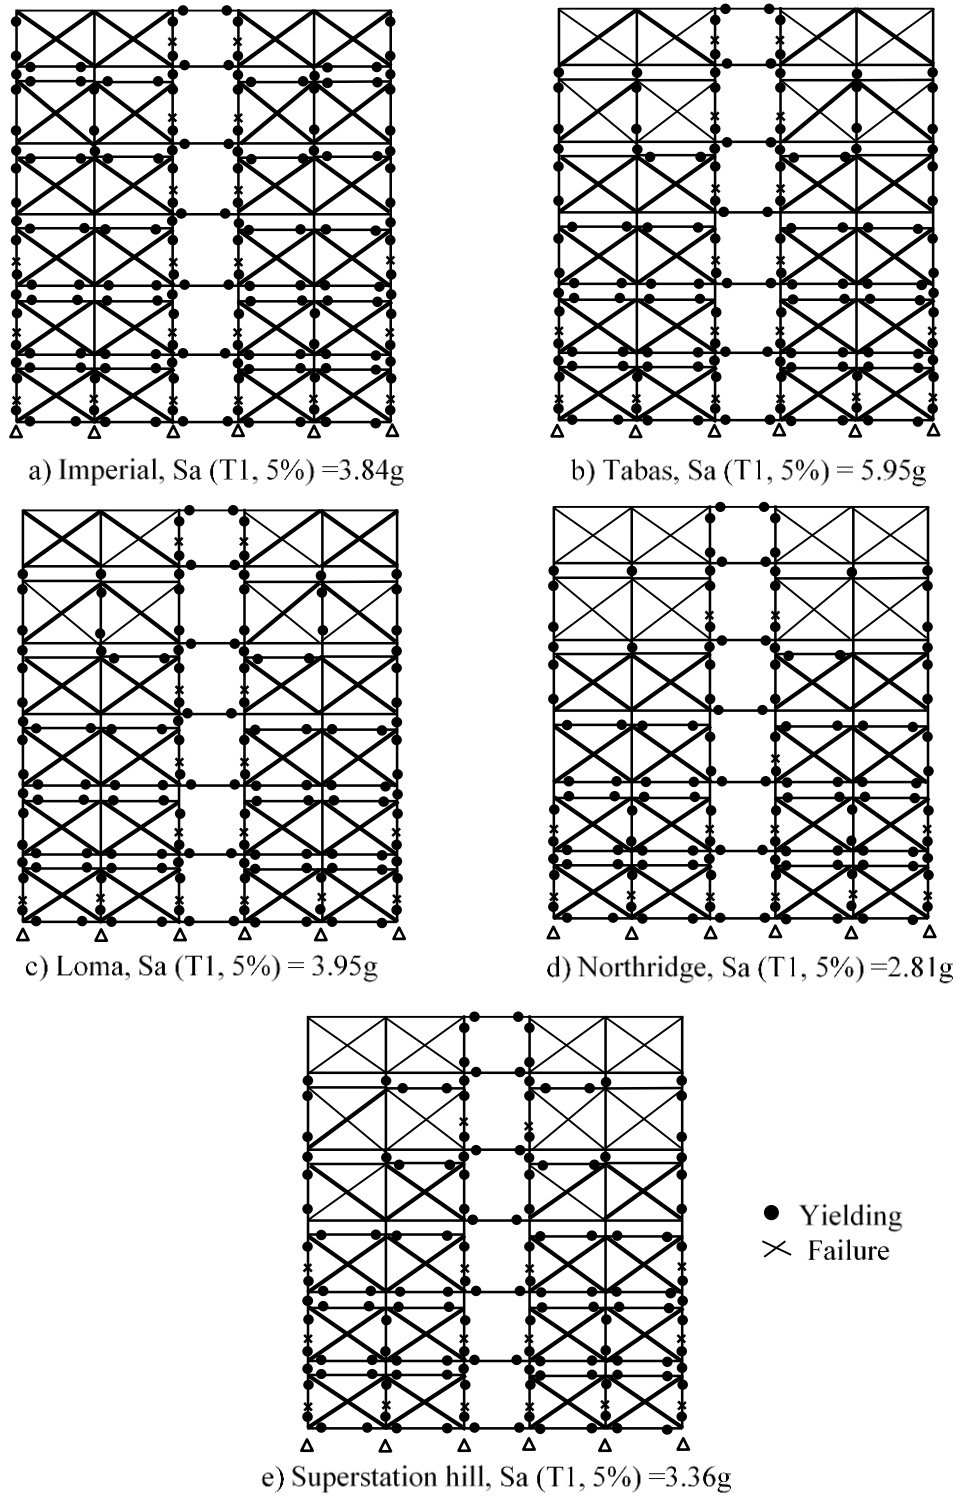 a) Imperial, Sa (T1, 5%) =3.84g
b) Tabas, Sa (T1, 5%) = 5.95g
c) Loma, Sa (T1, 5%) = 3.95g
d) Northridge, Sa (T1, 5%) =2.81g
Yielding
Failure
e) Superstation hill, Sa (T1, 5%) =3.36g